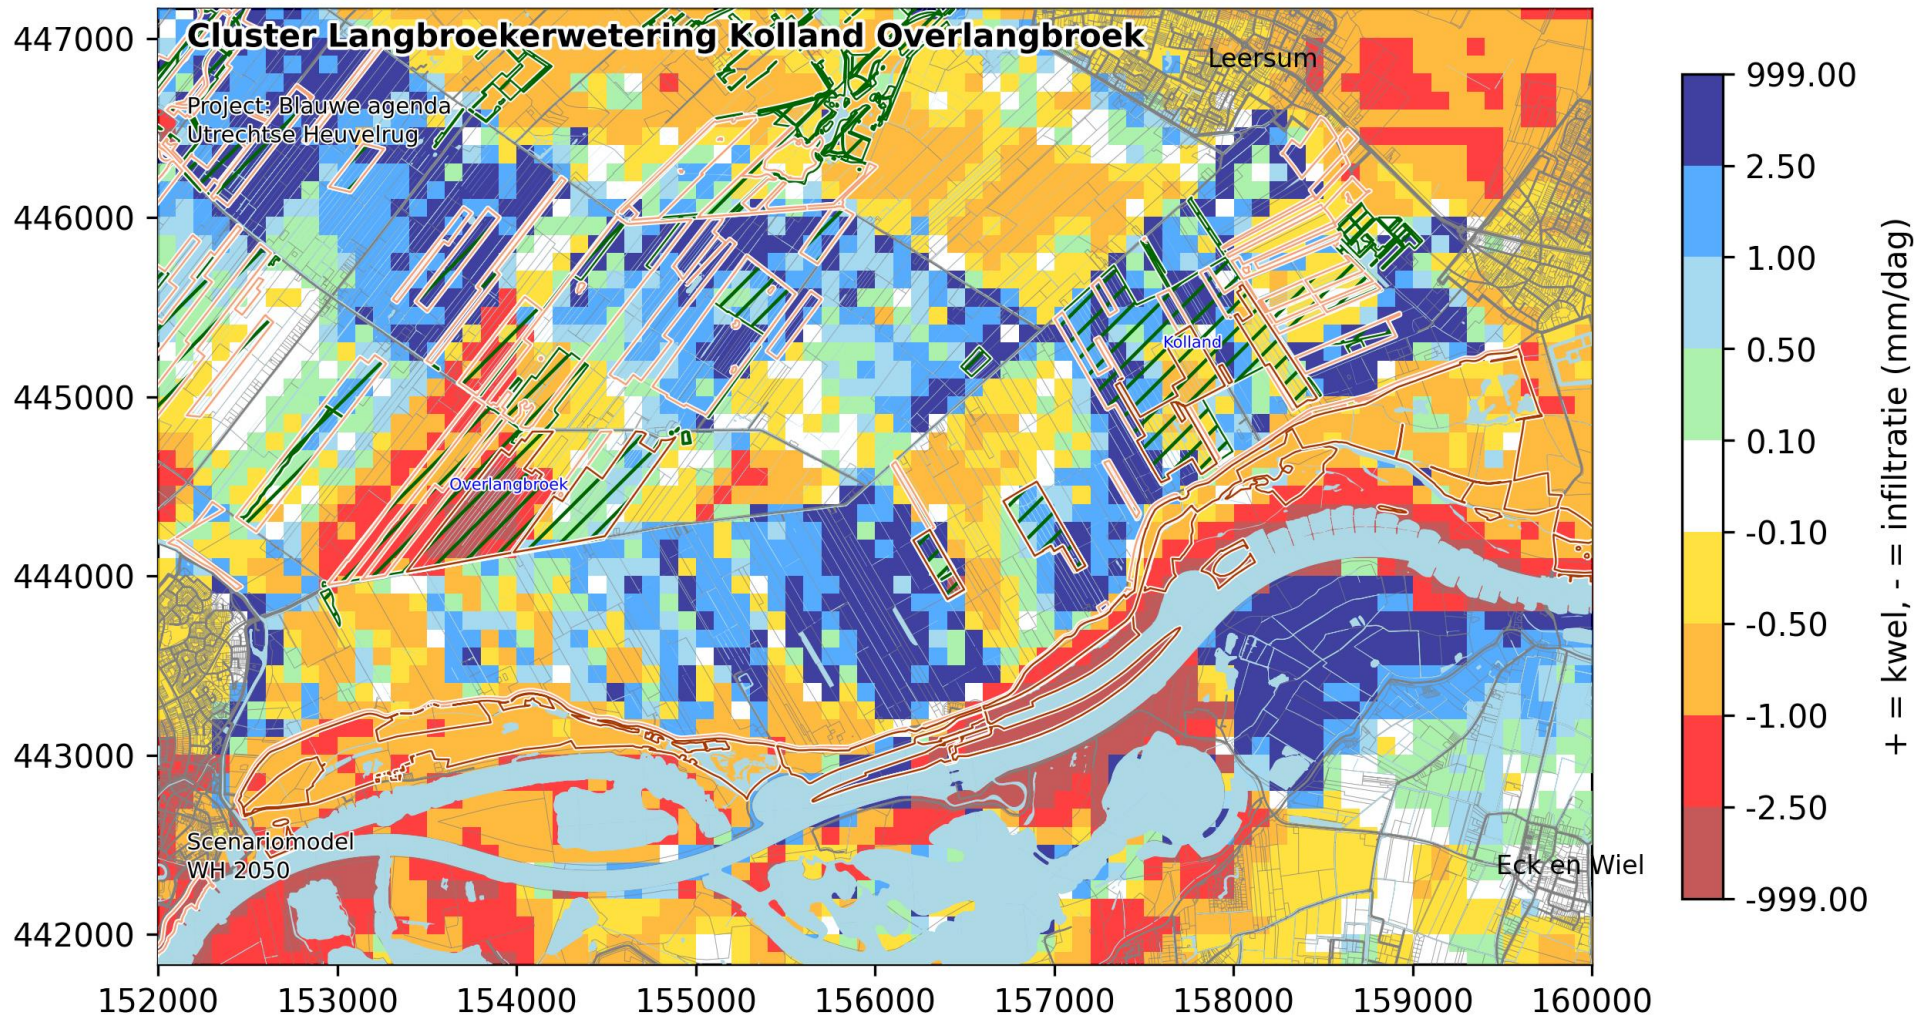 Cluster Langbroekerwetering Kolland Overlangbroek
Leersum
Project: Blauwe agenda
Utrechtse Heuvelrug
Kolland
Overlangbroek
Scenariomodel
WH 2050
Eck en Wiel
447000
446000
445000
444000
443000
442000
152000
153000
154000
155000
156000
157000
158000
159000
160000
999.00
2.50
1.00
0.50
0.10
-0.10
-0.50
-1.00
-2.50
-999.00
+ = kwel, - = infiltratie (mm/dag)